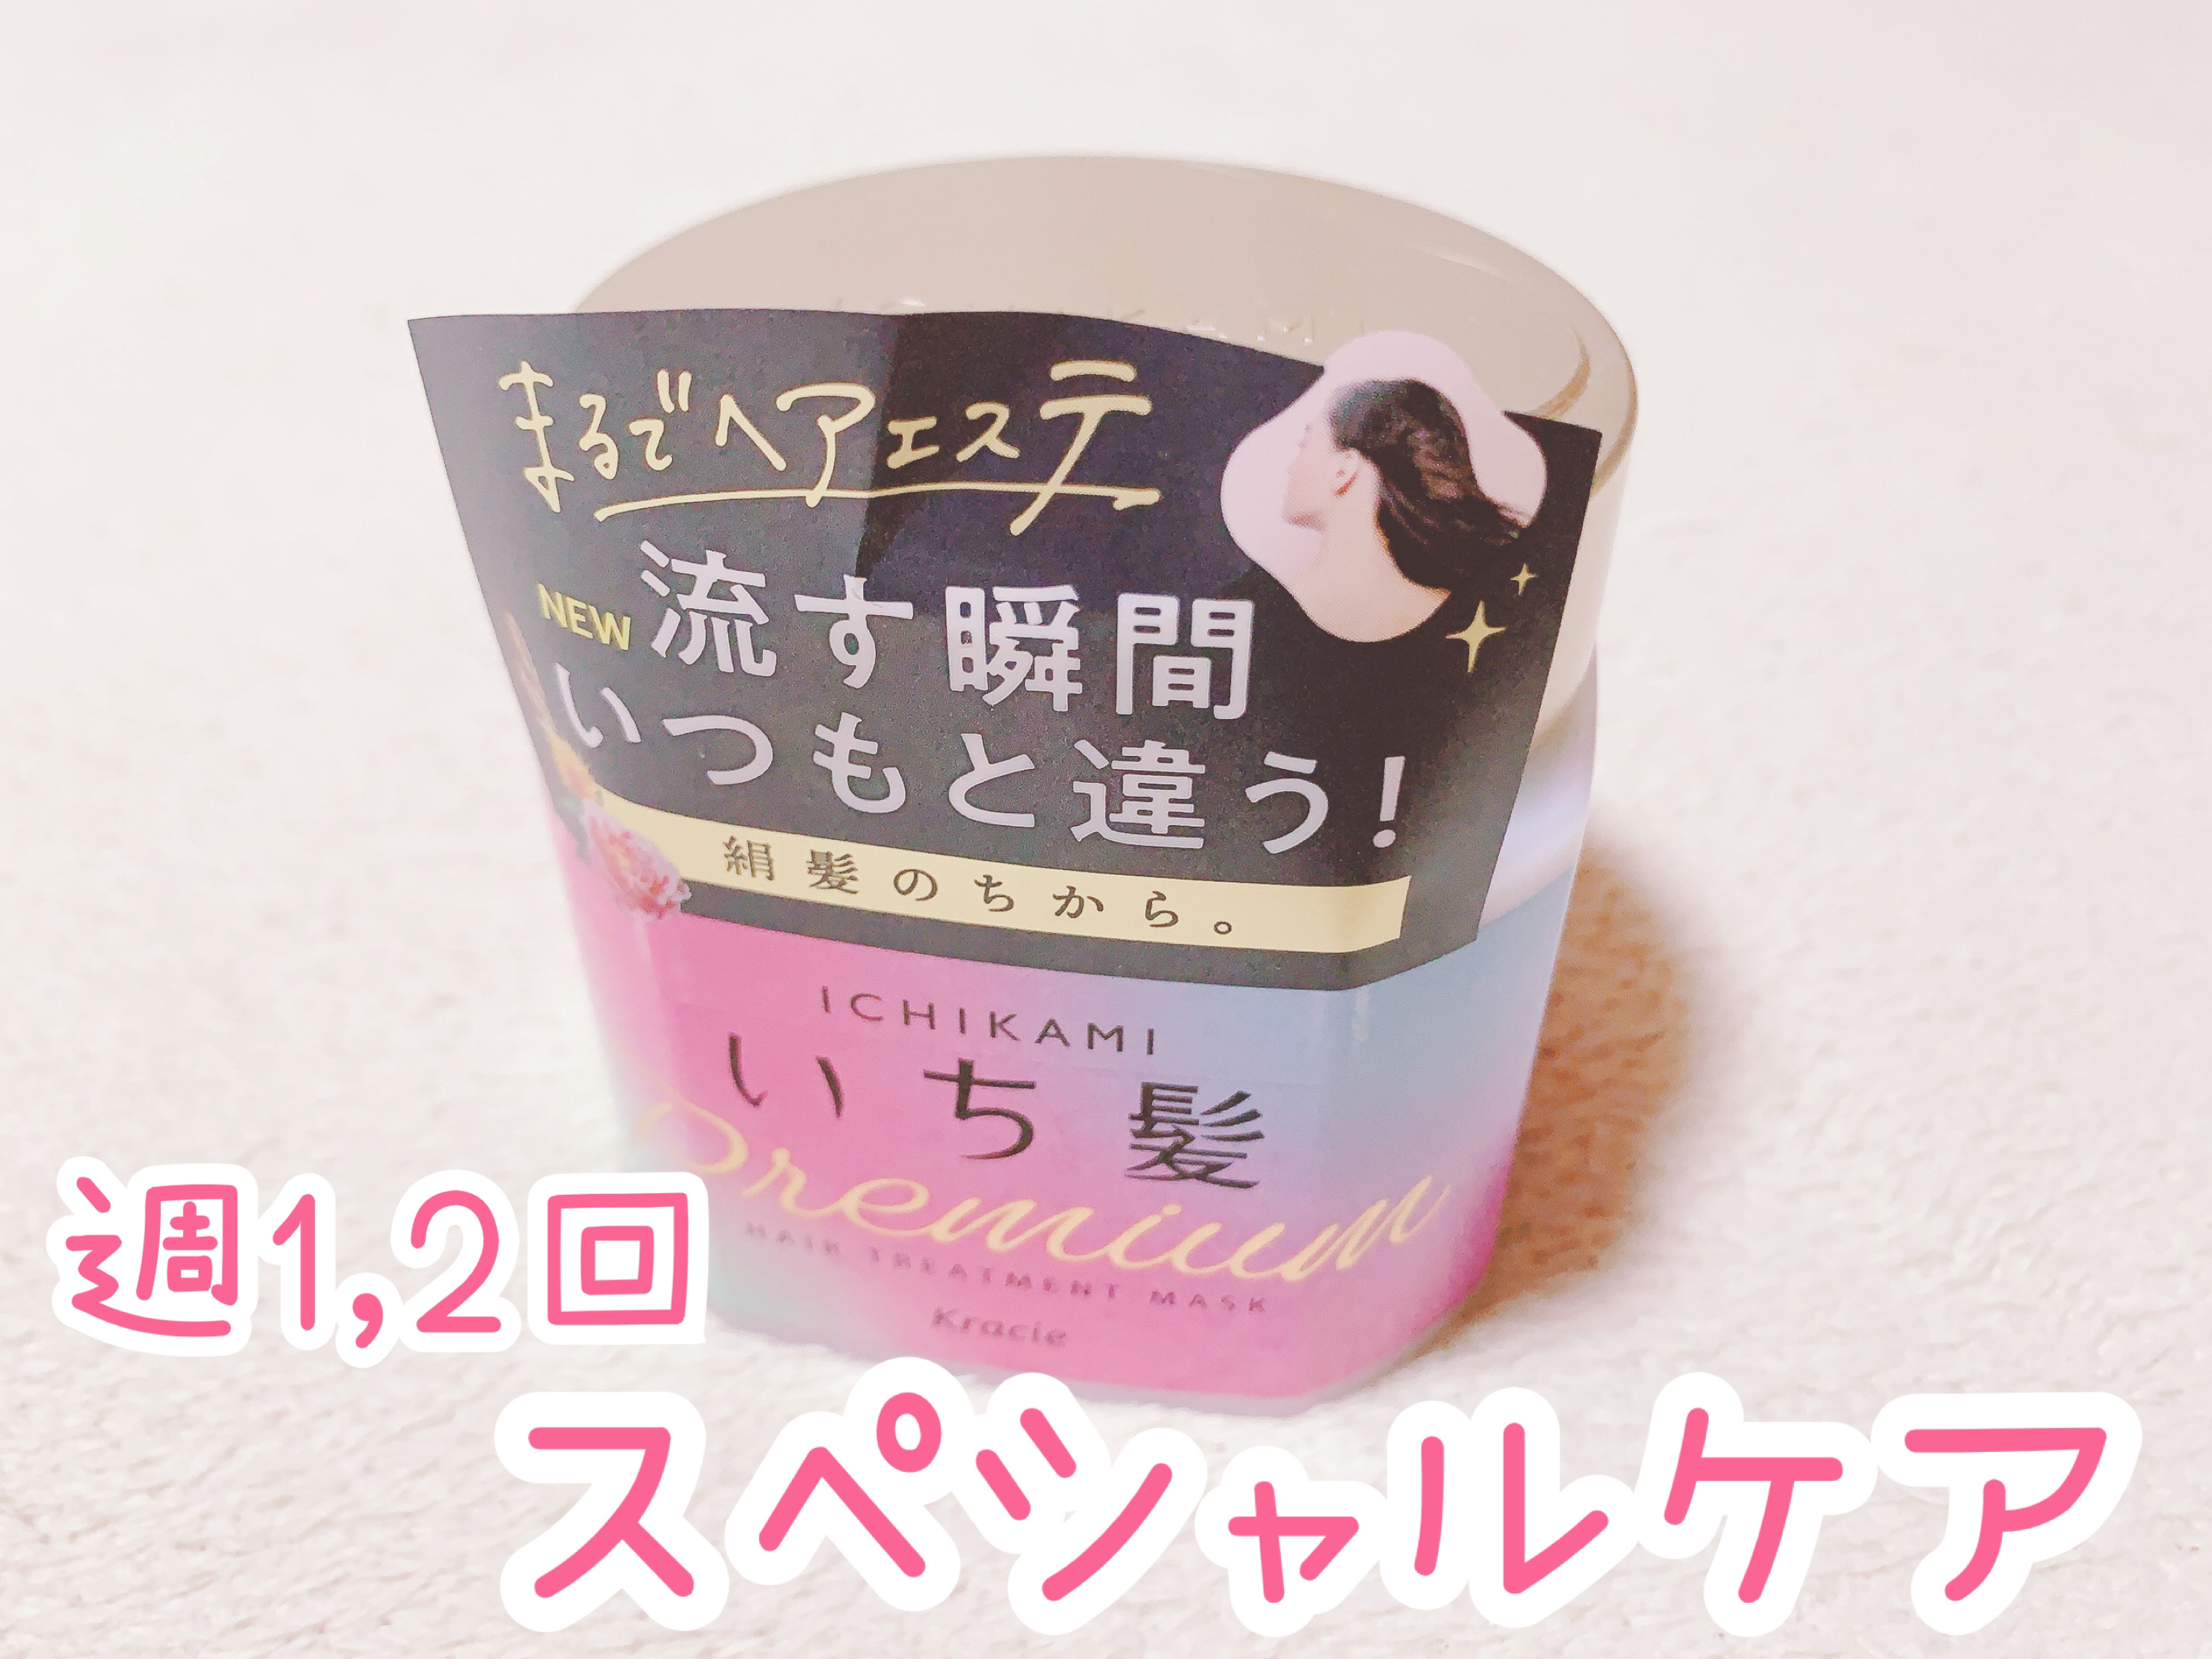 まるでヘアエステ
NEW
流す瞬間
いつもと違う!
絹髪のちから。
ICHIKAMI
いち髪
Premium
HAIR TREATMENT MASK
Kracie
週1,2回
スペシャルケア